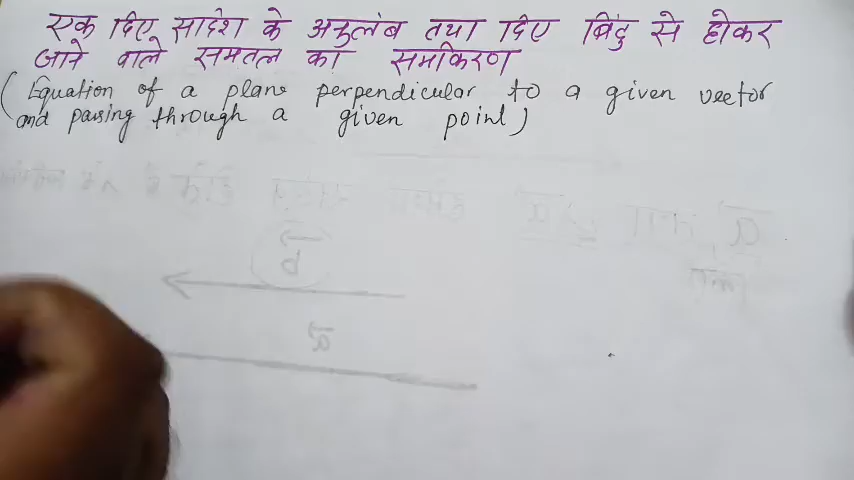 एक दिए सादिश के अनुलंब तथा दिए बिंदु से होकर
जाने वाले समतल का समीकरण
(Equation of a plane perpendicular to a given vector
and passing through a given point)